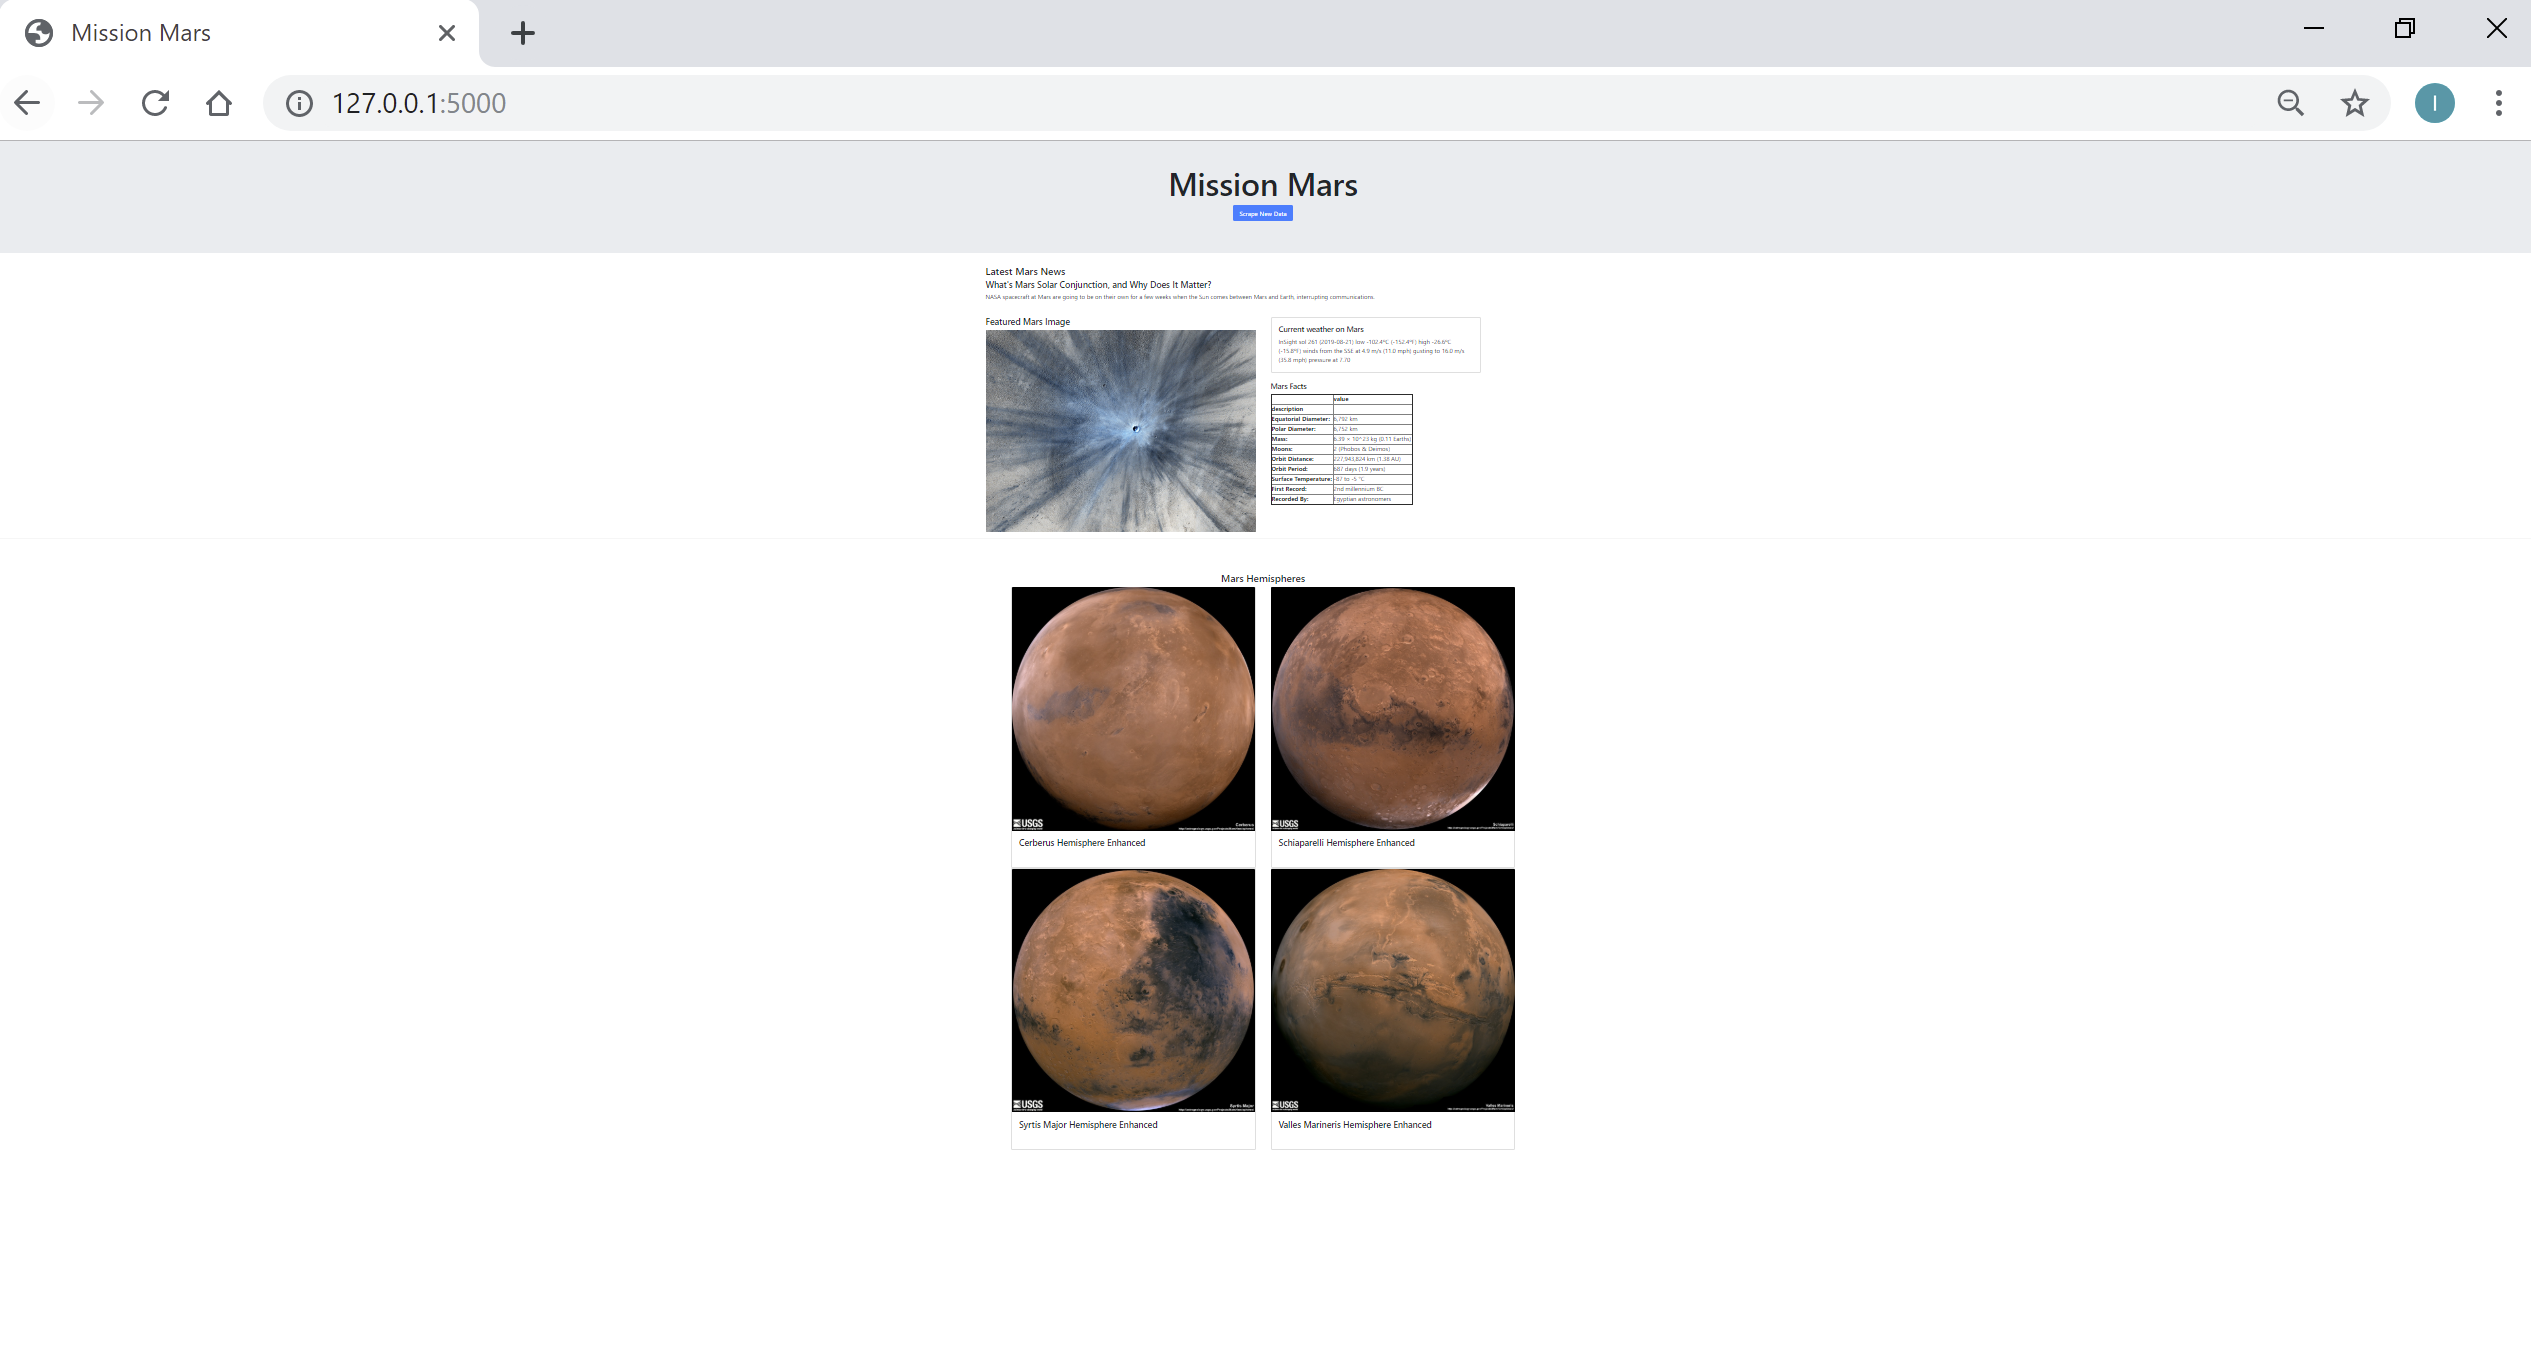 Mission Mars
127.0.0.1:5000
I
Mission Mars
Scrape New Data
Latest Mars News
What's Mars Solar Conjunction, and Why Does It Matter?
NASA spacecraft at Mars are going to be on their own for a few weeks when the Sun comes between Mars and Earth, interrupting communications.
Featured Mars Image
Current weather on Mars
InSight sol 261 (2019-08-21) low -102.4ºC (-152.4ºF) high -26.6ºC
(-15.8ºF) winds from the SSE at 4.9 m/s (11.0 mph) gusting to 16.0 m/s
(35.8 mph) pressure at 7.70
Mars Facts
value
description
Equatorial Diameter: 6,792 km
Polar Diameter: 6,752 km
Mass: 6.39 × 10^23 kg (0.11 Earths)
Moons: 2 (Phobos & Deimos)
Orbit Distance: 227,943,824 km (1.38 AU)
Orbit Period: 687 days (1.9 years)
Surface Temperature: -87 to -5 °C
First Record: 2nd millennium BC
Recorded By: Egyptian astronomers
Mars Hemispheres
USGS
Cerberus
USGS
Schiaparelli
Cerberus Hemisphere Enhanced
Schiaparelli Hemisphere Enhanced
USGS
Syrtis Major
USGS
Valles Marineris
Syrtis Major Hemisphere Enhanced
Valles Marineris Hemisphere Enhanced